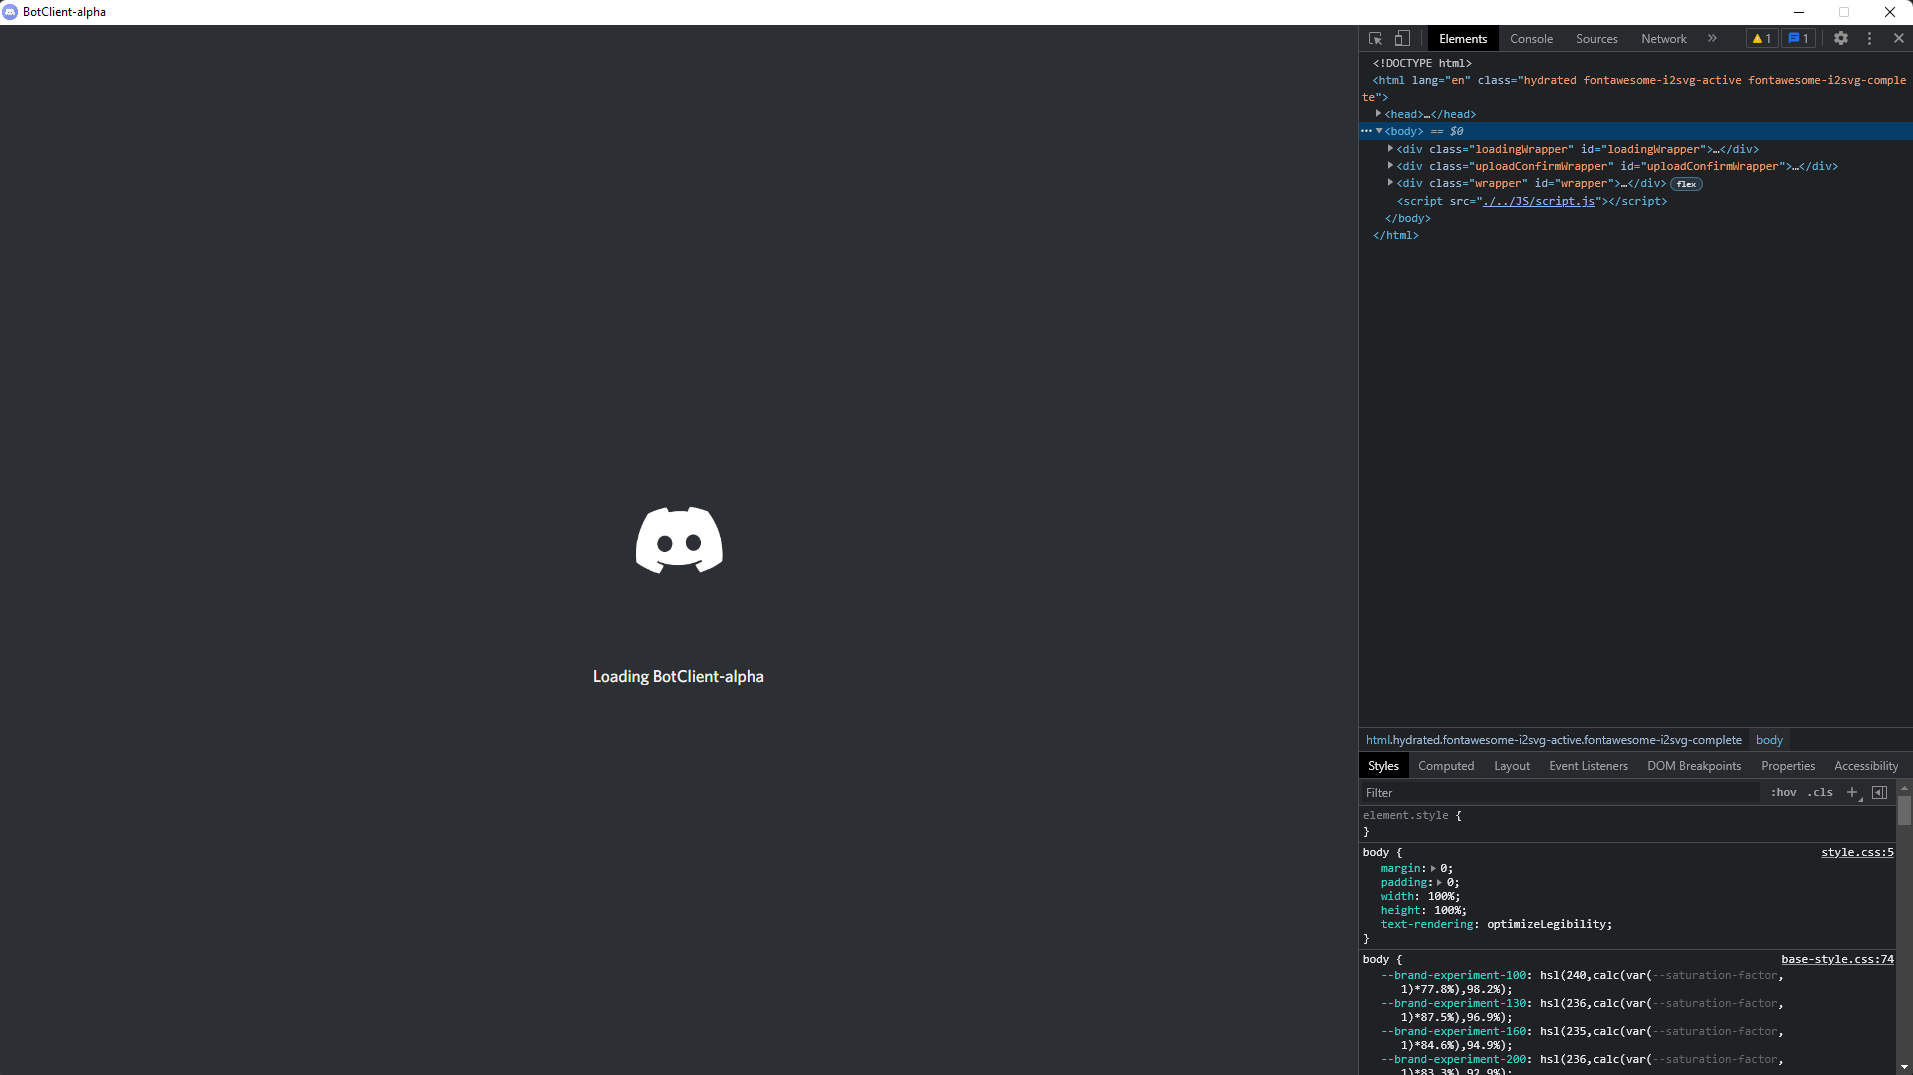 BotClient-alpha
Loading BotClient-alpha
Elements Console Sources Network » 1 1
<!DOCTYPE html>
<html lang="en" class="hydrated fontawesome-i2svg-active fontawesome-i2svg-comple
te">
<head>…</head>
… <body> == $0
<div class="loadingWrapper" id="loadingWrapper">…</div>
<div class="uploadConfirmWrapper" id="uploadConfirmWrapper">…</div>
<div class="wrapper" id="wrapper">…</div> flex
<script src="./../JS/script.js"></script>
</body>
</html>
html.hydrated.fontawesome-i2svg-active.fontawesome-i2svg-complete body
Styles Computed Layout Event Listeners DOM Breakpoints Properties Accessibility
Filter :hov .cls +
element.style {
}
body { style.css:5
margin: 0;
padding: 0;
width: 100%;
height: 100%;
text-rendering: optimizeLegibility;
}
body { base-style.css:74
--brand-experiment-100: hsl(240,calc(var(--saturation-factor,
1)*77.8%),98.2%);
--brand-experiment-130: hsl(236,calc(var(--saturation-factor,
1)*87.5%),96.9%);
--brand-experiment-160: hsl(235,calc(var(--saturation-factor,
1)*84.6%),94.9%);
--brand-experiment-200: hsl(236,calc(var(--saturation-factor,
1)*83.3%),92.9%);